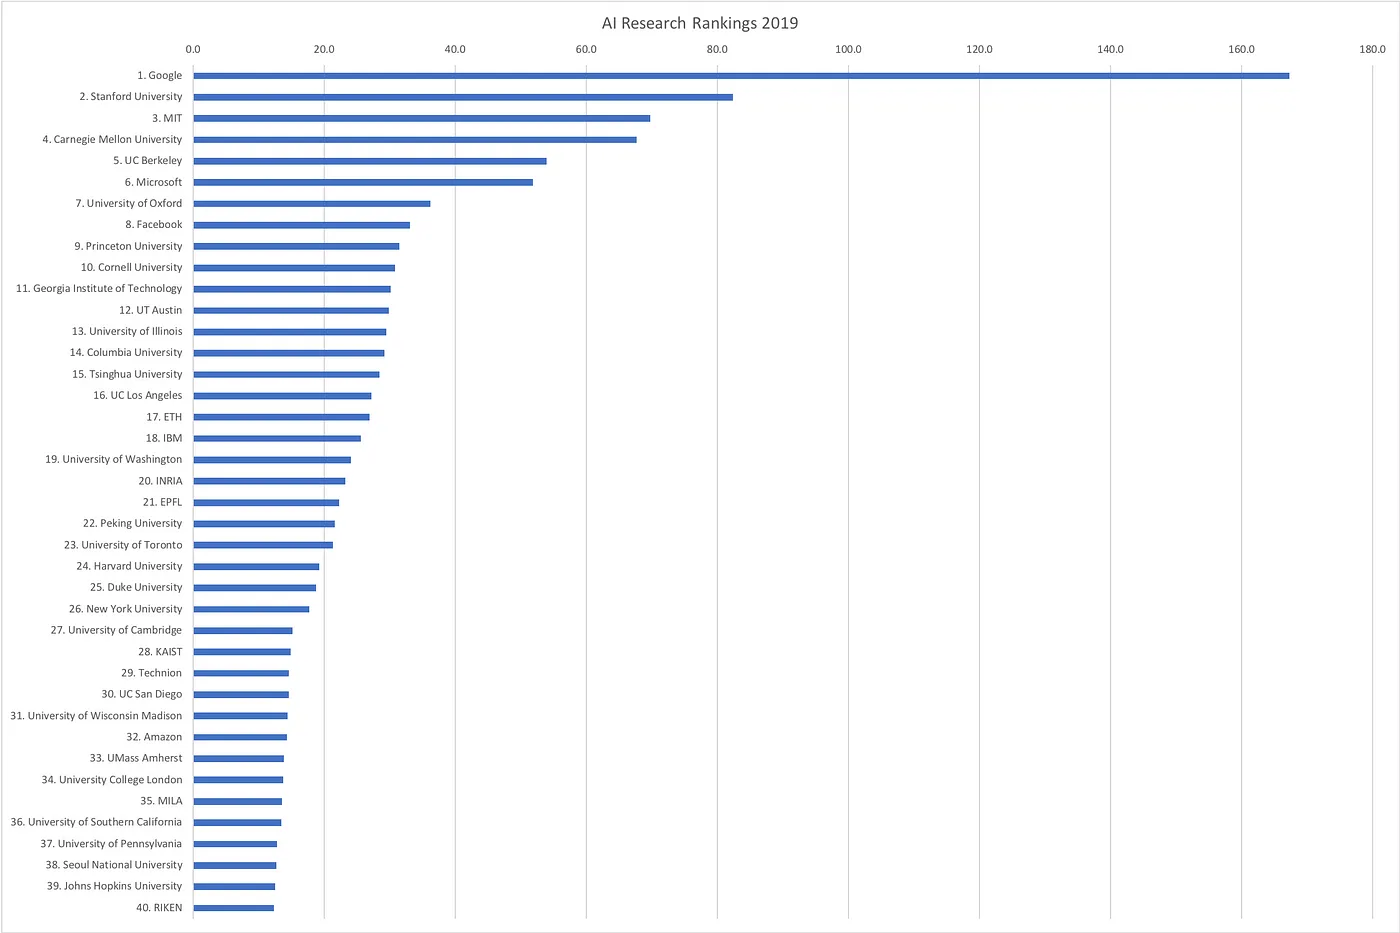 AI Research Rankings 2019
0.0 20.0 40.0 60.0 80.0 100.0 120.0 140.0 160.0 180.0
1. Google
2. Stanford University
3. MIT
4. Carnegie Mellon University
5. UC Berkeley
6. Microsoft
7. University of Oxford
8. Facebook
9. Princeton University
10. Cornell University
11. Georgia Institute of Technology
12. UT Austin
13. University of Illinois
14. Columbia University
15. Tsinghua University
16. UC Los Angeles
17. ETH
18. IBM
19. University of Washington
20. INRIA
21. EPFL
22. Peking University
23. University of Toronto
24. Harvard University
25. Duke University
26. New York University
27. University of Cambridge
28. KAIST
29. Technion
30. UC San Diego
31. University of Wisconsin Madison
32. Amazon
33. UMass Amherst
34. University College London
35. MILA
36. University of Southern California
37. University of Pennsylvania
38. Seoul National University
39. Johns Hopkins University
40. RIKEN